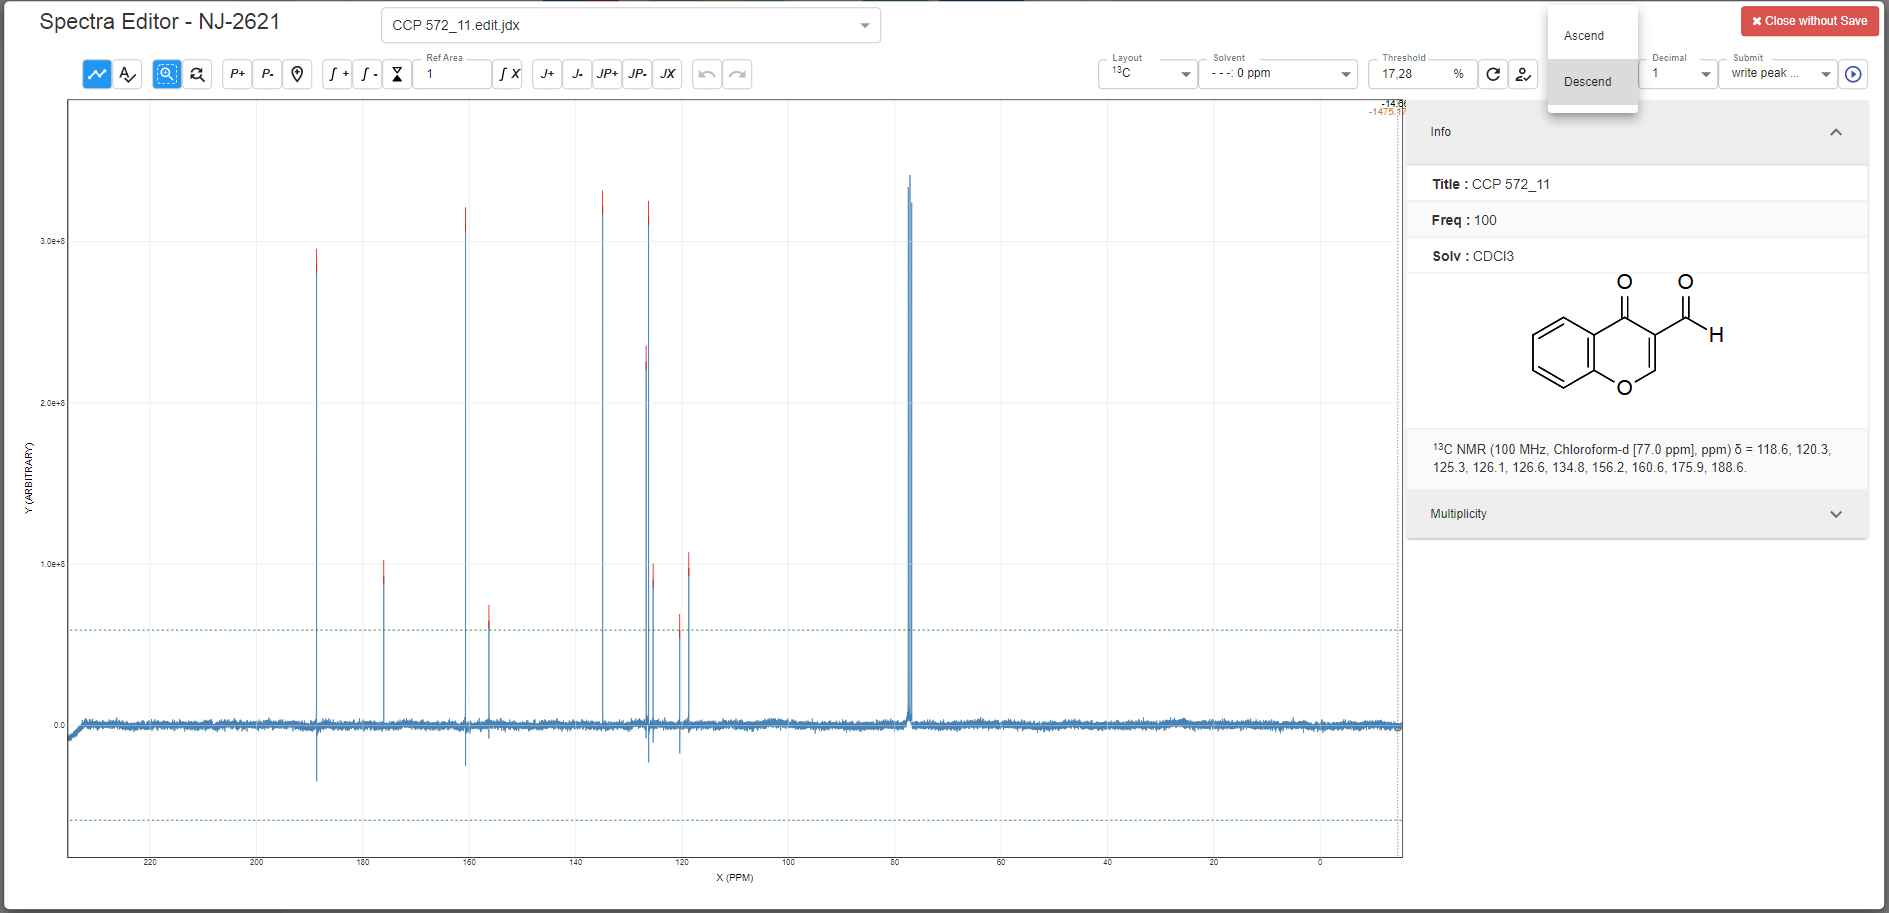 Spectra Editor - NJ-2621
CCP 572_11.edit.jdx
Ascend
Descend
✖ Close without Save
P+ P- ∫ + ∫ - Ref Area 1 ∫ X J+ J- JP+ JP- JX
Layout ¹³C
Solvent - - -: 0 ppm
Threshold 17,28 %
Decimal 1
Submit write peak ...
-1475.17
Info
Title : CCP 572_11
Freq : 100
Solv : CDCl3
O O
H
O
¹³C NMR (100 MHz, Chloroform-d [77.0 ppm], ppm) δ = 118.6, 120.3,
125.3, 126.1, 126.6, 134.8, 156.2, 160.6, 175.9, 188.6.
Multiplicity
Y (ARBITRARY)
3.0e+8
2.0e+8
1.0e+8
0.0
220 200 180 160 140 120 100 80 60 40 20 0
X (PPM)